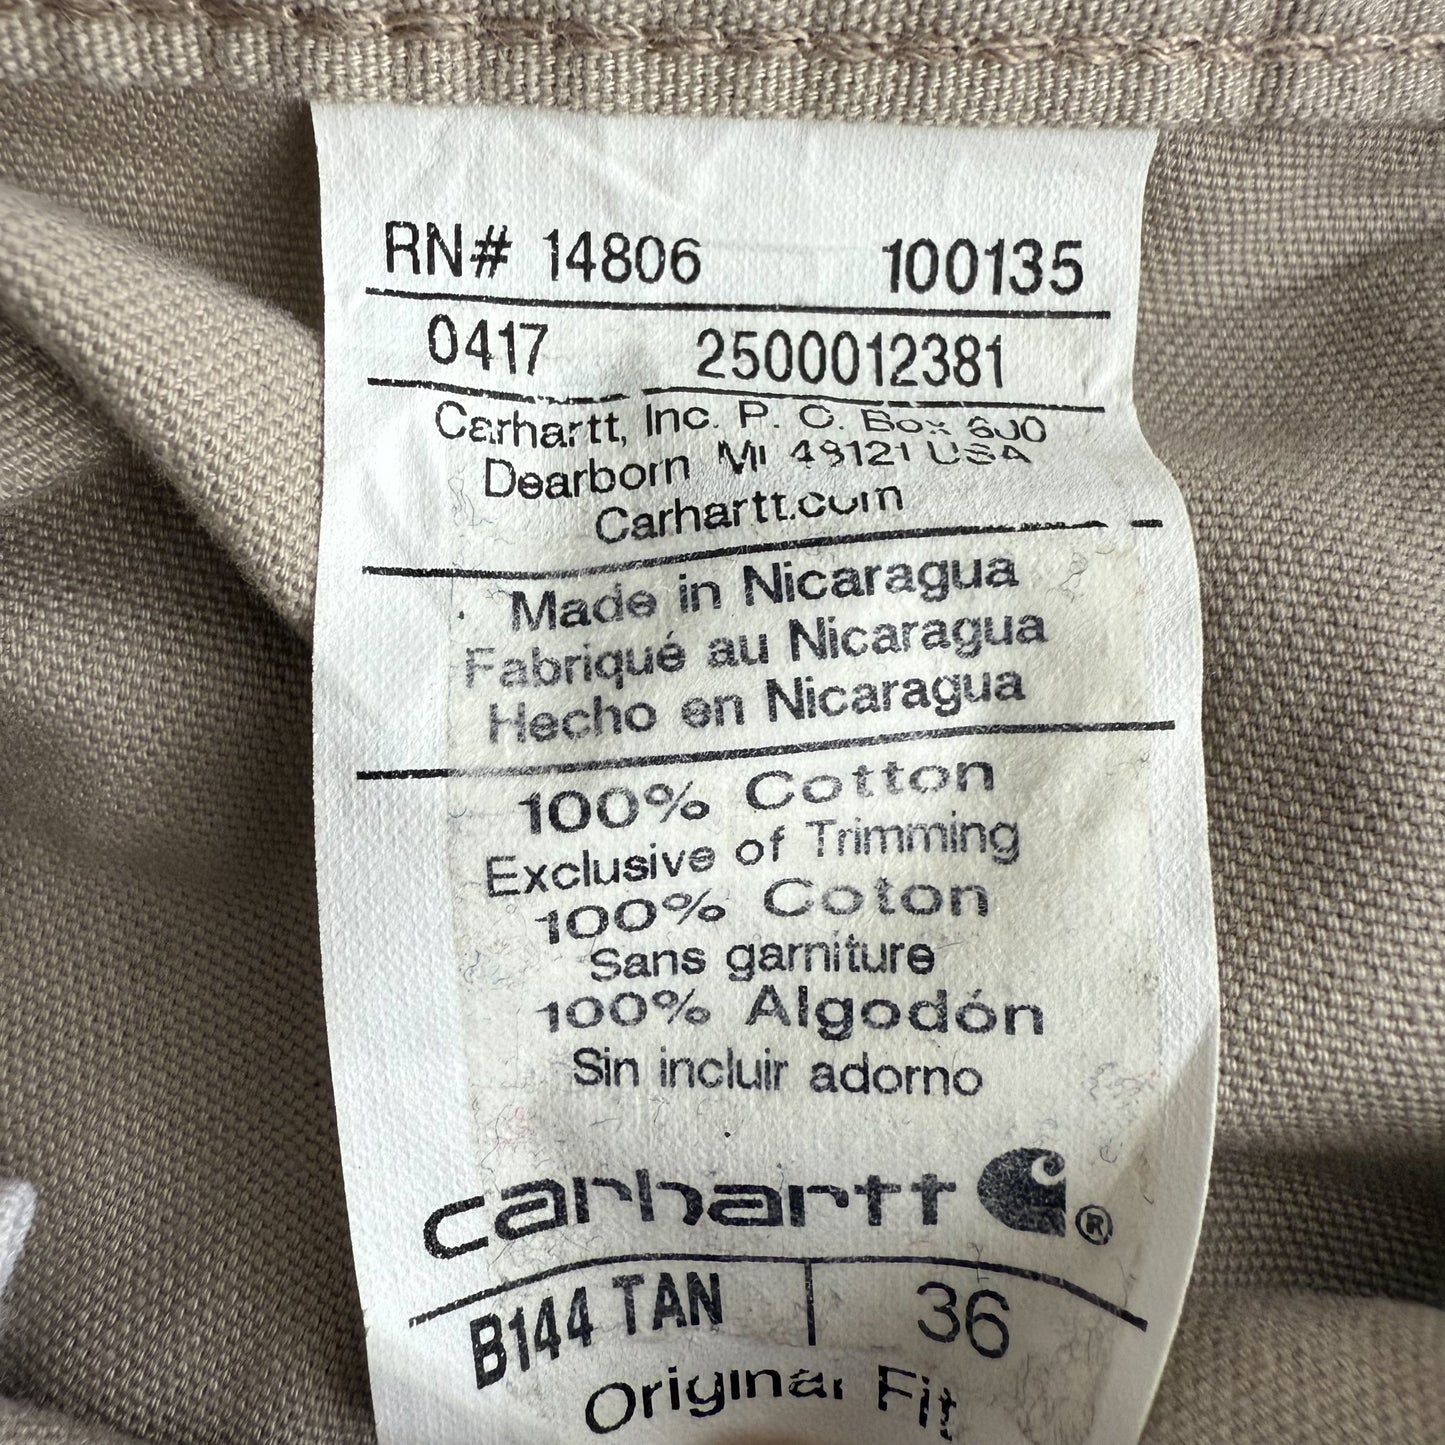 RN# 14806 100135
0417 2500012381
Carhartt, Inc. P. O. Box 600
Dearborn MI 48121 USA
Carhartt.com
Made in Nicaragua
Fabriqué au Nicaragua
Hecho en Nicaragua
100% Cotton
Exclusive of Trimming
100% Coton
Sans garniture
100% Algodón
Sin incluir adorno
carhartt ®
B144 TAN 36
Original Fit